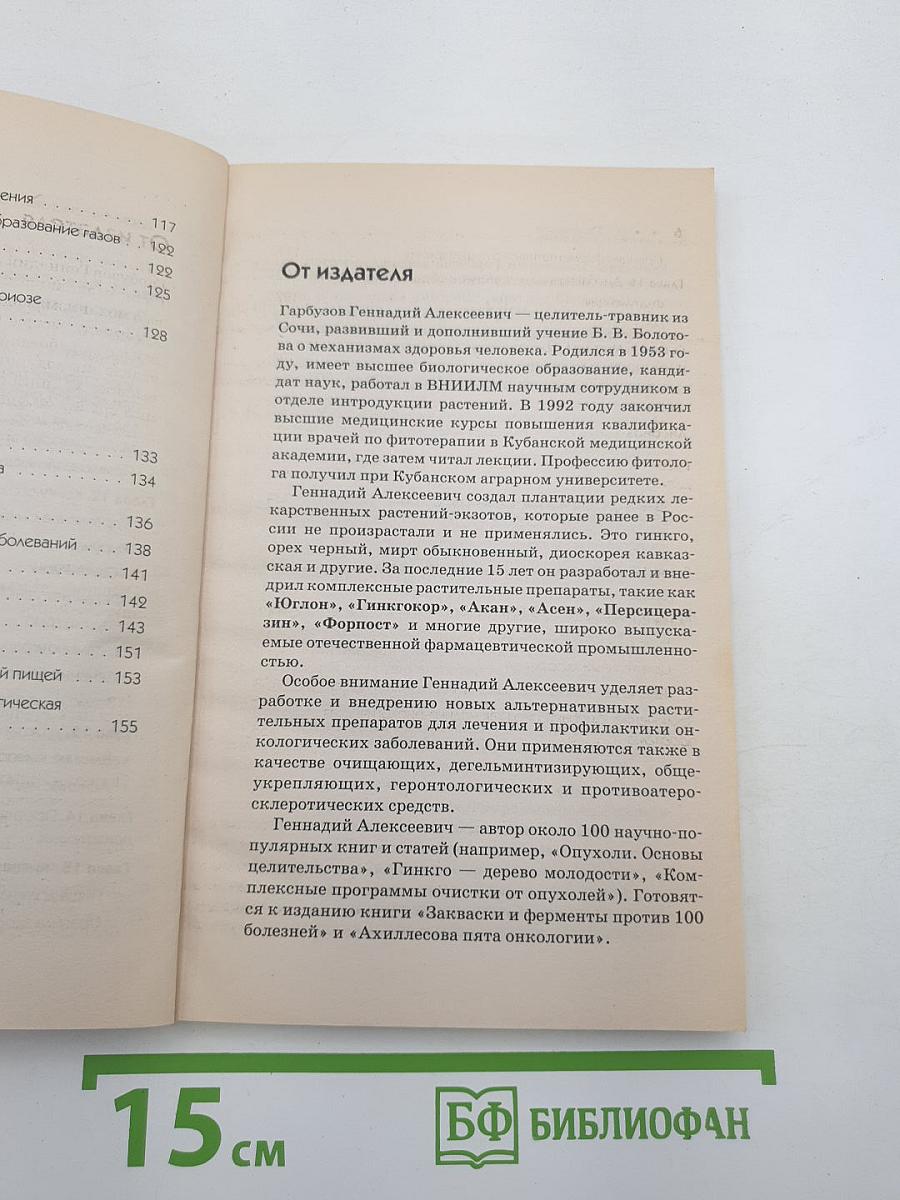 ения . . . . . . . . . 117
бразование газов . . 122
. . . . . . . . . . . . 122
. . . . . . . . . . . . 125
риозе
. . . . . . . . . . . . 128
. . . . . . . . . . . . 133
а . . . . . . . . . . . 134
. . . . . . . . . . . . 136
болеваний . . . 138
. . . . . . . . . . . . 141
. . . . . . . . . . . . 142
. . . . . . . . . . . . 143
. . . . . . . . . . . . 151
й пищей . . . 153
гическая
. . . . . . . . . . . . 155
От издателя
Гарбузов Геннадий Алексеевич — целитель-травник из
Сочи, развивший и дополнивший учение Б. В. Болото-
ва о механизмах здоровья человека. Родился в 1953 го-
ду, имеет высшее биологическое образование, канди-
дат наук, работал в ВНИИЛМ научным сотрудником в
отделе интродукции растений. В 1992 году закончил
высшие медицинские курсы повышения квалифика-
ции врачей по фитотерапии в Кубанской медицинской
академии, где затем читал лекции. Профессию фитоло-
га получил при Кубанском аграрном университете.
Геннадий Алексеевич создал плантации редких ле-
карственных растений-экзотов, которые ранее в Рос-
сии не произрастали и не применялись. Это гинкго,
орех черный, мирт обыкновенный, диоскорея кавказ-
ская и другие. За последние 15 лет он разработал и вне-
дрил комплексные растительные препараты, такие как
«Юглон», «Гинкгокор», «Акан», «Асен», «Персицера-
зин», «Форпост» и многие другие, широко выпуска-
емые отечественной фармацевтической промышленно-
стью.
Особое внимание Геннадий Алексеевич уделяет раз-
работке и внедрению новых альтернативных расти-
тельных препаратов для лечения и профилактики он-
кологических заболеваний. Они применяются также в
качестве очищающих, дегельминтизирующих, обще-
укрепляющих, геронтологических и противоатеро-
склеротических средств.
Геннадий Алексеевич — автор около 100 научно-по-
пулярных книг и статей (например, «Опухоли. Основы
целительства», «Гинкго — дерево молодости», «Ком-
плексные программы очистки от опухолей»). Готовят-
ся к изданию книги «Закваски и ферменты против 100
болезней» и «Ахиллесова пята онкологии».
15 см
БФ БИБЛИОФАН